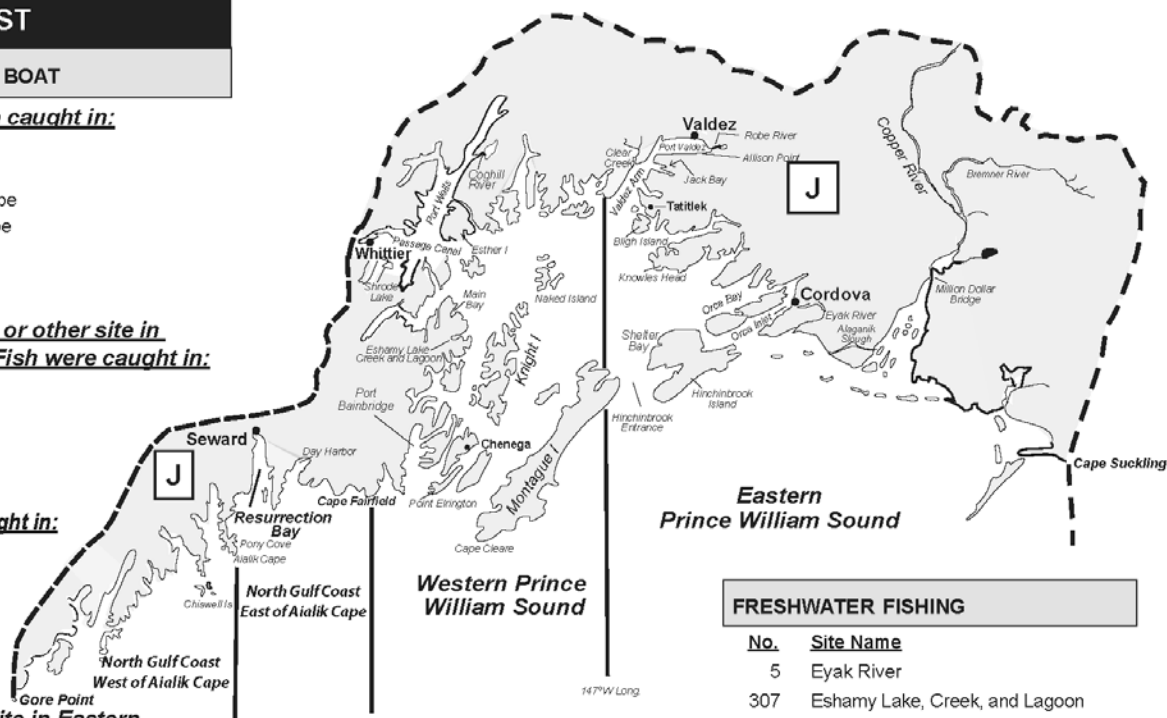 ST
BOAT
caught in:
pe
pe
or other site in
Fish were caught in:
ght in:
ite in Eastern
Valdez
Robe River
Port Valdez
Allison Point
Clear
Creek
Jack Bay
Valdez Arm
Tatitlek
Bligh Island
Knowles Head
Copper River
Bremner River
J
Coghill
River
Port Wells
Passage Canal
Esther I
Whittier
Shrode
Lake
Main
Bay
Naked Island
Orca Bay
Cordova
Orca Inlet
Eyak River
Alaganik
Slough
Million Dollar
Bridge
Shelter
Bay
Eshamy Lake
Creek and Lagoon
Knight I
Port
Bainbridge
Hinchinbrook
Island
Hinchinbrook
Entrance
Seward
Day Harbor
Chenega
Montague I
J
Cape Suckling
Cape Fairfield
Point Elrington
Resurrection
Bay
Pony Cove
Aialik Cape
Cape Cleare
Eastern
Prince William Sound
Chiswell Is
North Gulf Coast
East of Aialik Cape
Western Prince
William Sound
North Gulf Coast
West of Aialik Cape
Gore Point
147°W Long.
FRESHWATER FISHING
No. Site Name
5 Eyak River
307 Eshamy Lake, Creek, and Lagoon